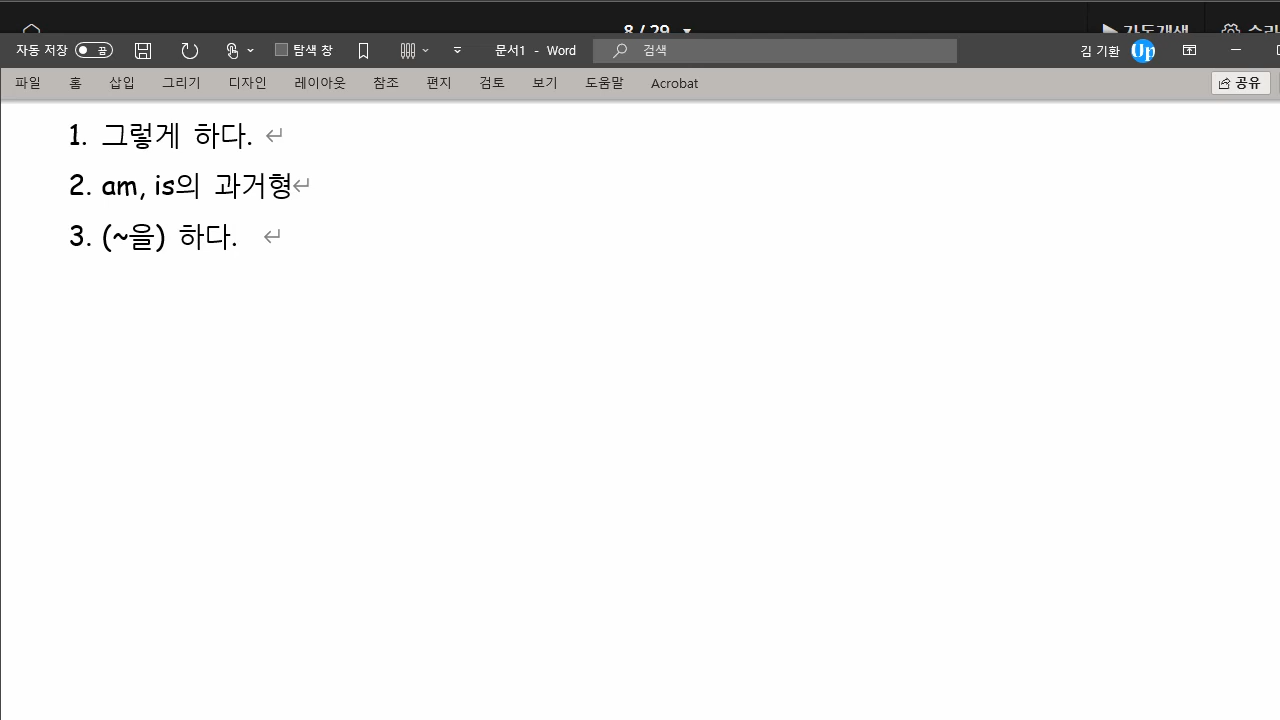 8 / 29
자동 저장 끔 탐색 창 문서1 - Word 검색 김 기환 Up
파일 홈 삽입 그리기 디자인 레이아웃 참조 편지 검토 보기 도움말 Acrobat 공유
1. 그렇게 하다. ↵
2. am, is의 과거형↵
3. (~을) 하다. ↵